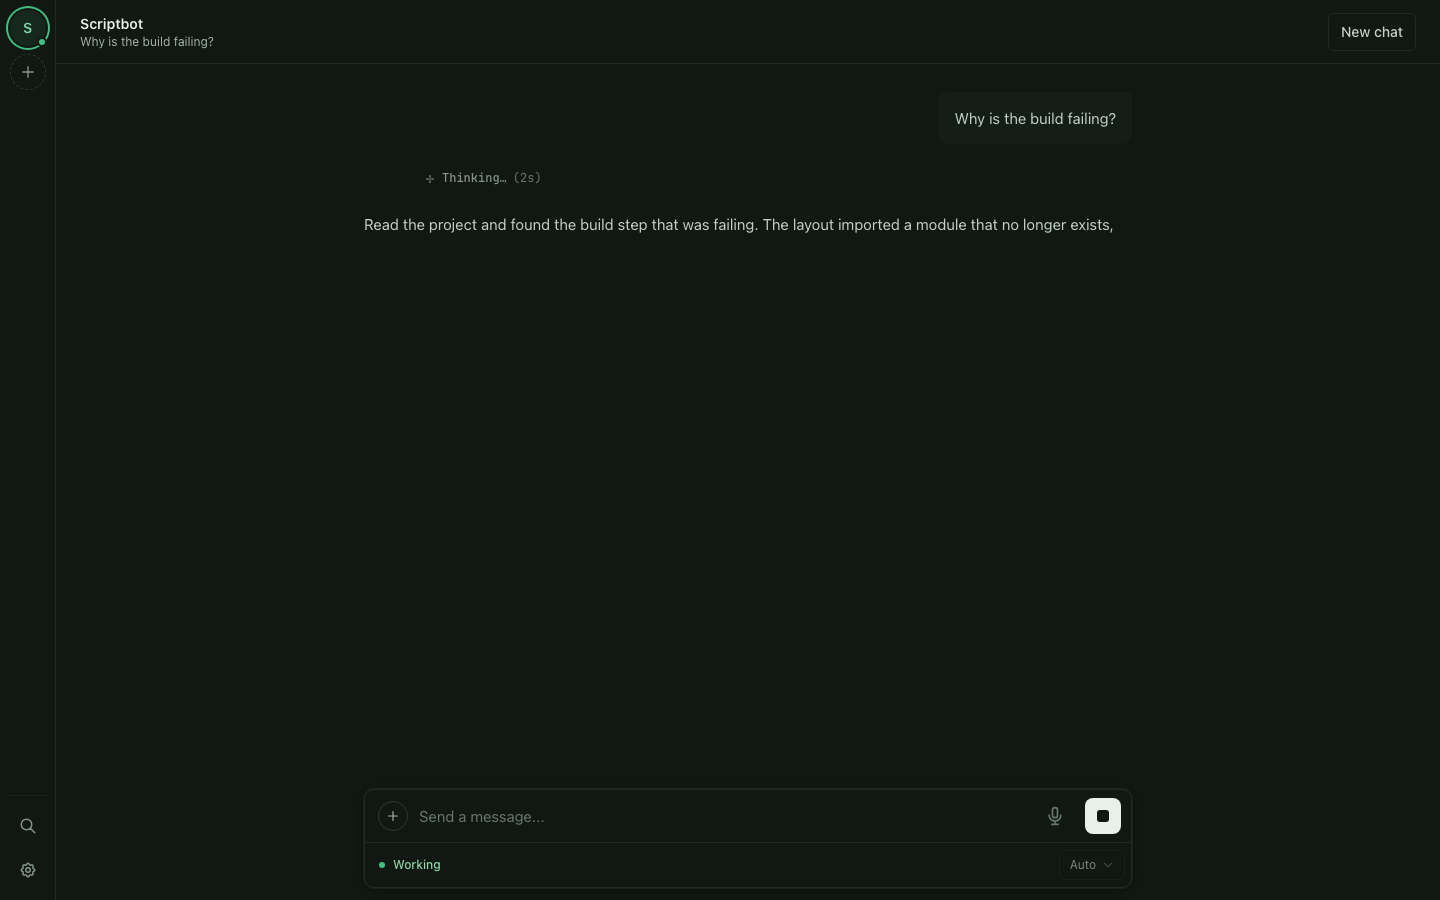 S
Scriptbot
Why is the build failing?
New chat
Why is the build failing?
Thinking… (2s)
Read the project and found the build step that was failing. The layout imported a module that no longer exists,
Send a message...
Working
Auto